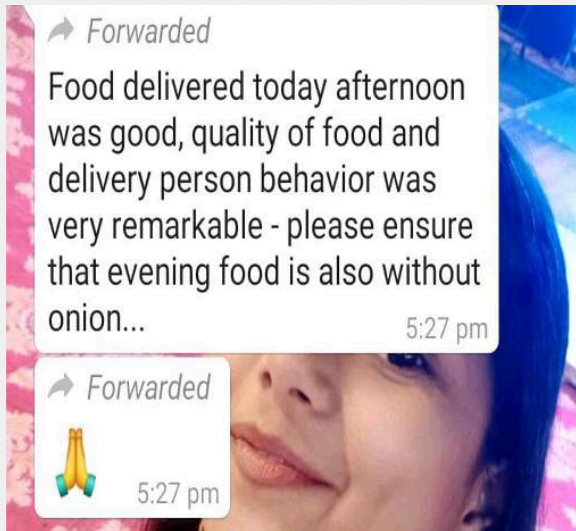 Forwarded
Food delivered today afternoon
was good, quality of food and
delivery person behavior was
very remarkable - please ensure
that evening food is also without
onion...
5:27 pm
Forwarded
🙏
5:27 pm